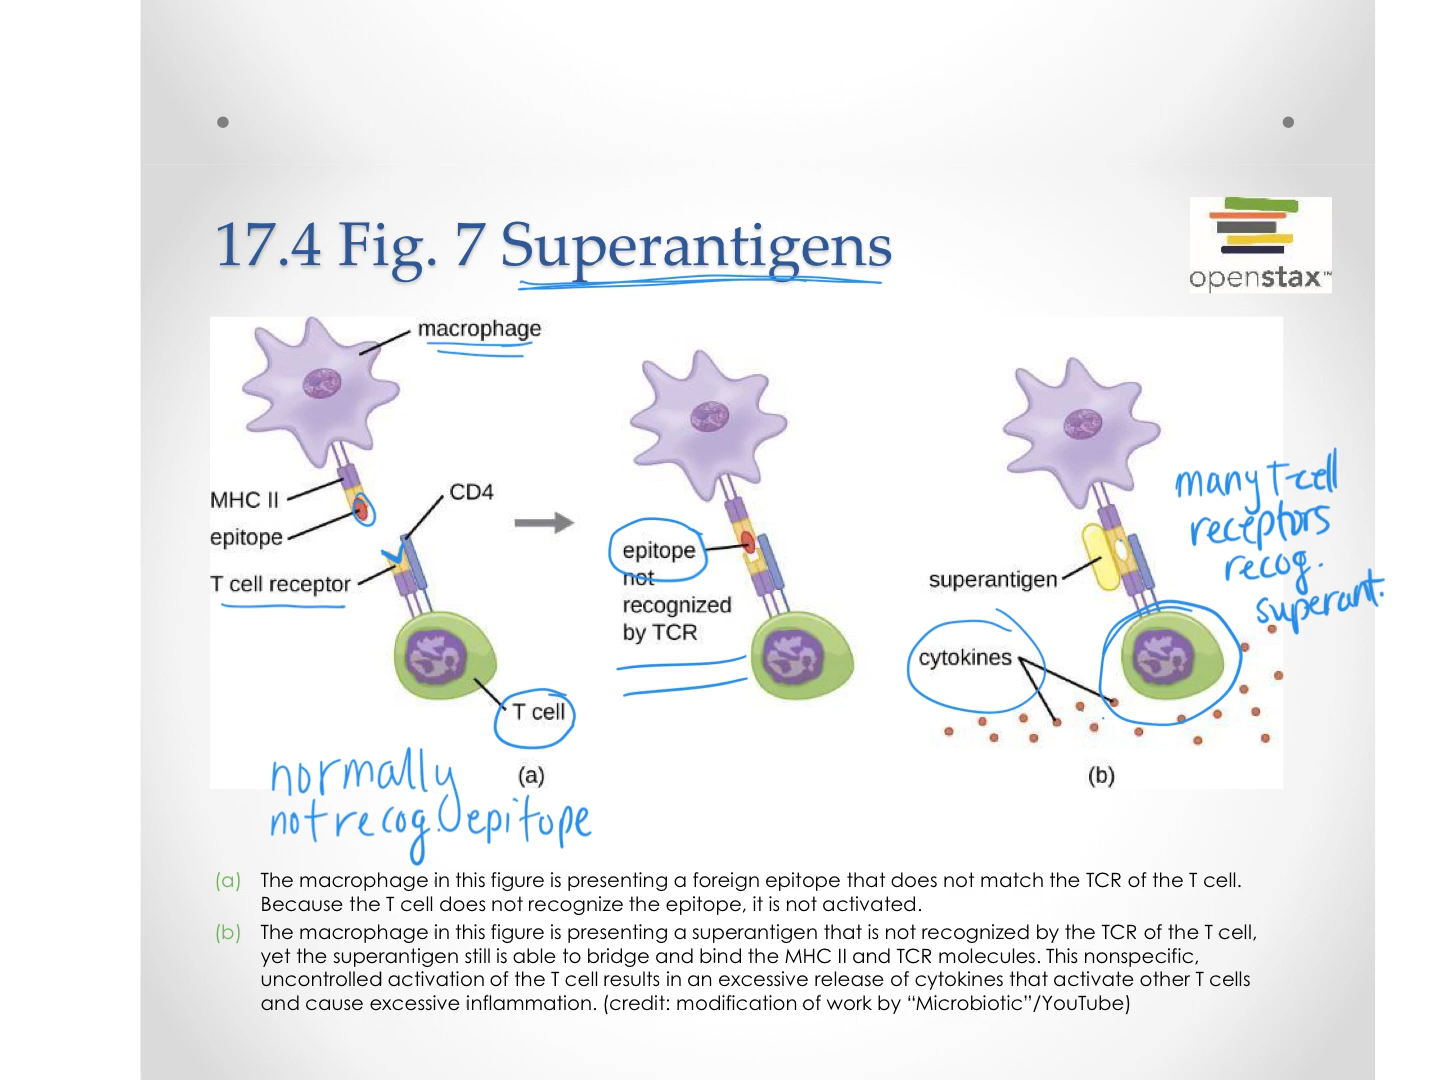 17.4 Fig. 7 Superantigens
openstax™
macrophage
MHC II
epitope
T cell receptor
CD4
T cell
normally
not recog. epitope
(a)
epitope
not
recognized
by TCR
superantigen
cytokines
many T-cell
receptors
recog.
superant.
(b)
(a) The macrophage in this figure is presenting a foreign epitope that does not match the TCR of the T cell.
Because the T cell does not recognize the epitope, it is not activated.
(b) The macrophage in this figure is presenting a superantigen that is not recognized by the TCR of the T cell,
yet the superantigen still is able to bridge and bind the MHC II and TCR molecules. This nonspecific,
uncontrolled activation of the T cell results in an excessive release of cytokines that activate other T cells
and cause excessive inflammation. (credit: modification of work by “Microbiotic”/YouTube)